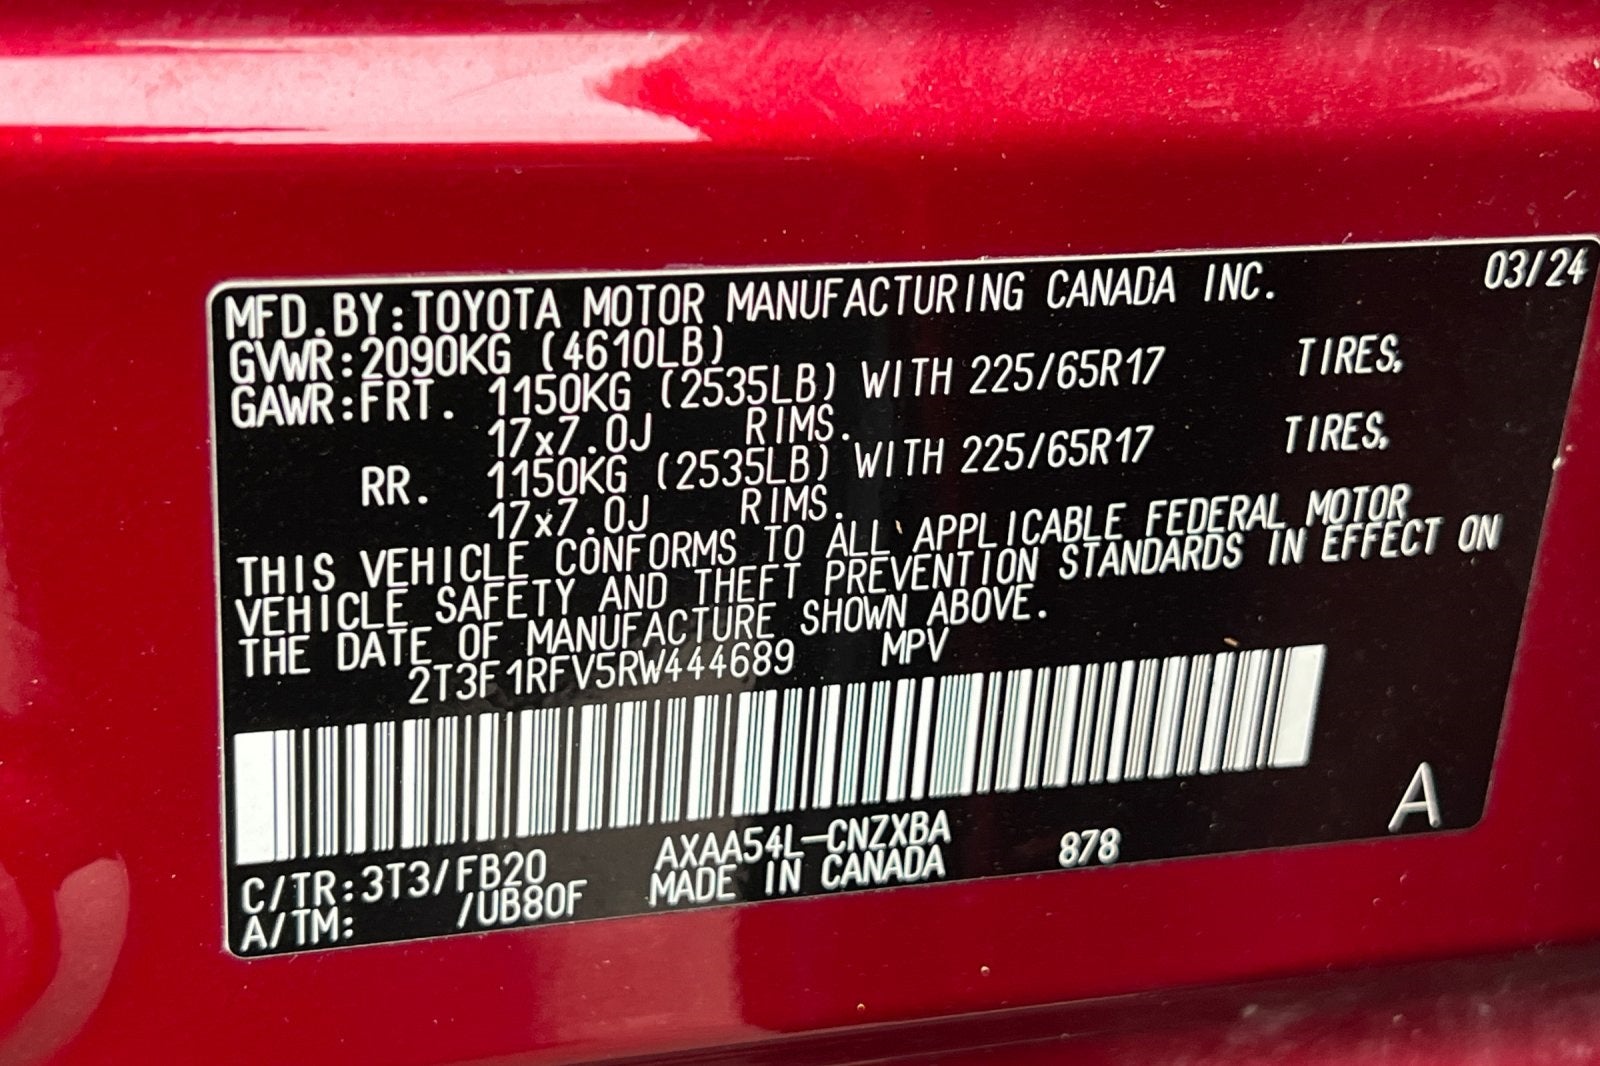 MFD.BY:TOYOTA MOTOR MANUFACTURING CANADA INC. 03/24
GVWR:2090KG (4610LB)
GAWR:FRT. 1150KG (2535LB) WITH 225/65R17 TIRES,
17x7.0J RIMS.
RR. 1150KG (2535LB) WITH 225/65R17 TIRES,
17x7.0J RIMS.
THIS VEHICLE CONFORMS TO ALL APPLICABLE FEDERAL MOTOR
VEHICLE SAFETY AND THEFT PREVENTION STANDARDS IN EFFECT ON
THE DATE OF MANUFACTURE SHOWN ABOVE.
2T3F1RFV5RW444689 MPV
C/TR:3T3/FB20 AXAA54L-CNZXBA 878 A
A/TM: /UB80F MADE IN CANADA